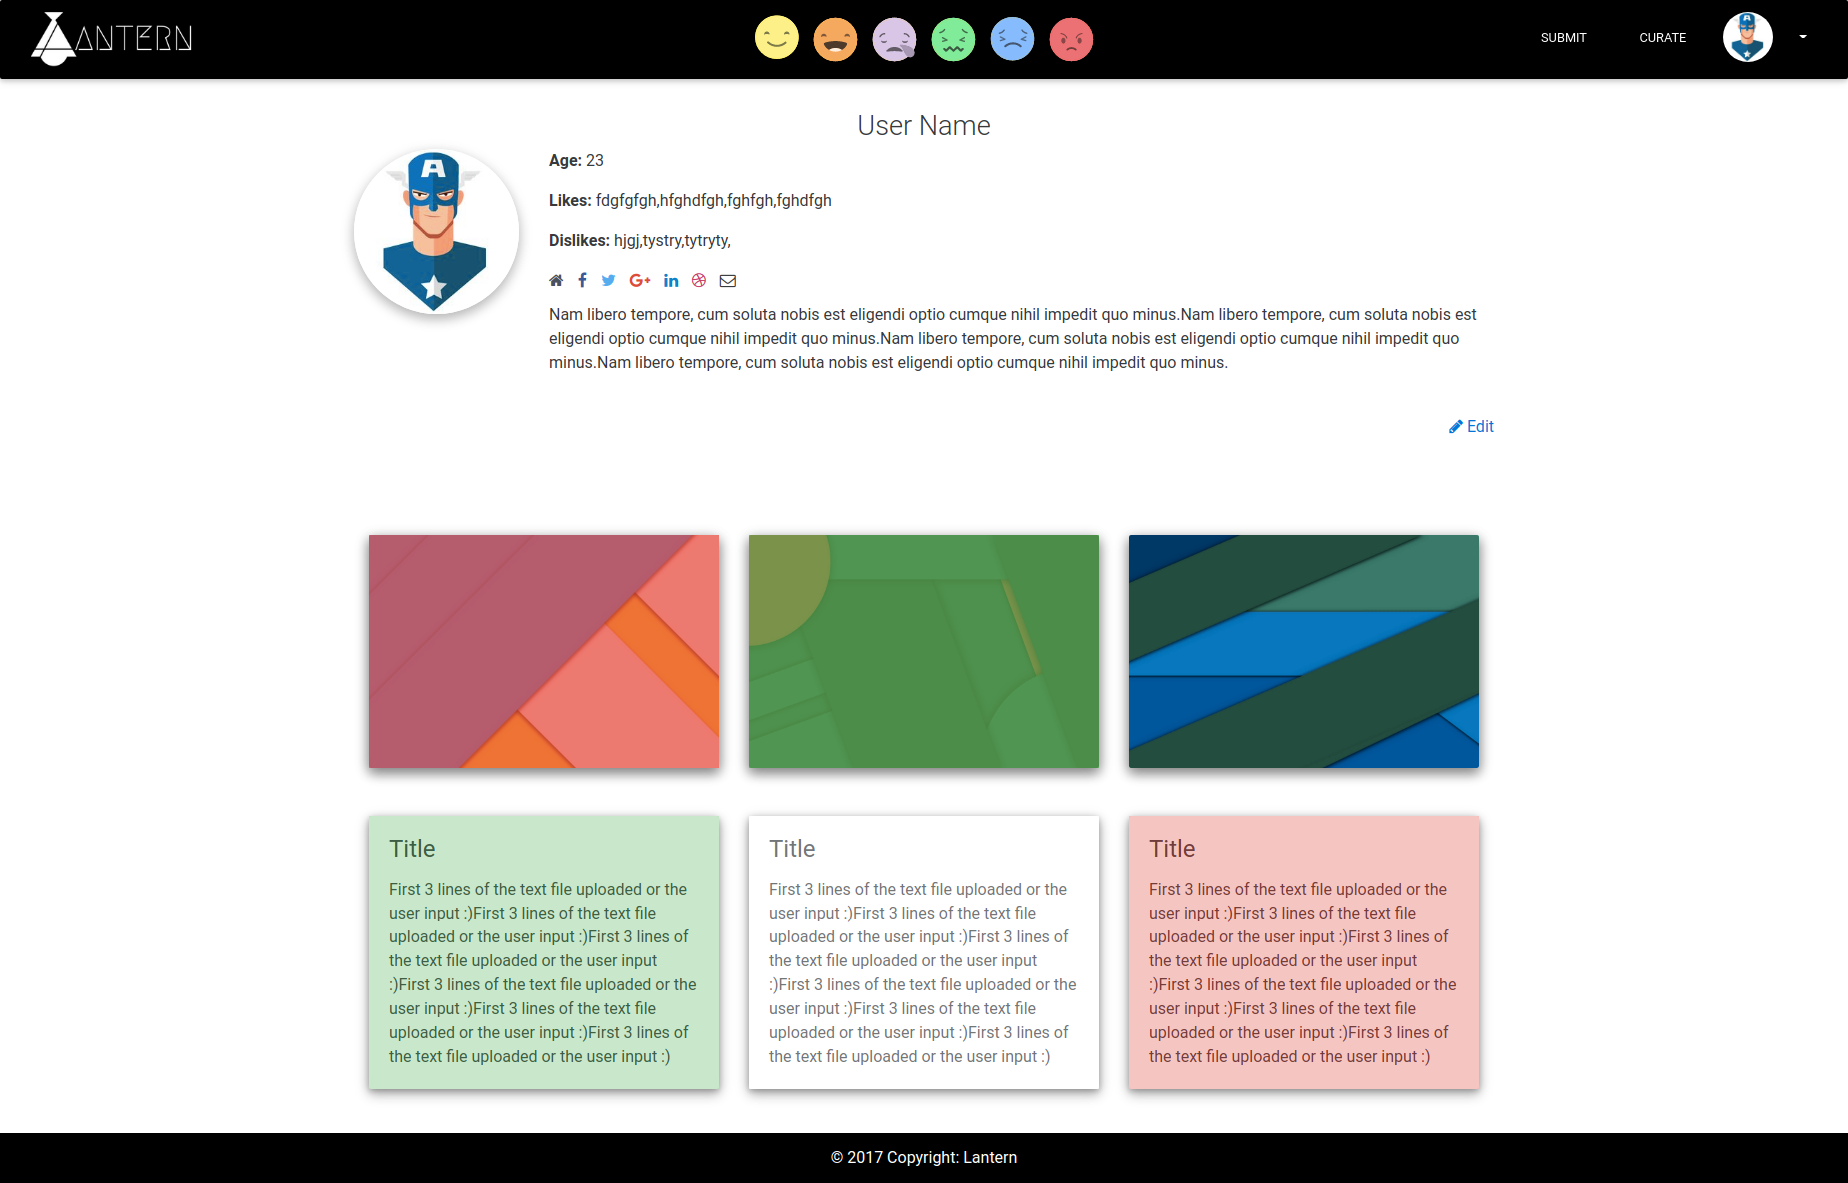 ANTERN
SUBMIT
CURATE
A
User Name
A
Age: 23
Likes: fdgfgfgh,hfghdfgh,fghfgh,fghdfgh
Dislikes: hjgj,tystry,tytryty,
Nam libero tempore, cum soluta nobis est eligendi optio cumque nihil impedit quo minus.Nam libero tempore, cum soluta nobis est
eligendi optio cumque nihil impedit quo minus.Nam libero tempore, cum soluta nobis est eligendi optio cumque nihil impedit quo
minus.Nam libero tempore, cum soluta nobis est eligendi optio cumque nihil impedit quo minus.
Edit
Title
First 3 lines of the text file uploaded or the
user input :)First 3 lines of the text file
uploaded or the user input :)First 3 lines of
the text file uploaded or the user input
:)First 3 lines of the text file uploaded or the
user input :)First 3 lines of the text file
uploaded or the user input :)First 3 lines of
the text file uploaded or the user input :)
Title
First 3 lines of the text file uploaded or the
user input :)First 3 lines of the text file
uploaded or the user input :)First 3 lines of
the text file uploaded or the user input
:)First 3 lines of the text file uploaded or the
user input :)First 3 lines of the text file
uploaded or the user input :)First 3 lines of
the text file uploaded or the user input :)
Title
First 3 lines of the text file uploaded or the
user input :)First 3 lines of the text file
uploaded or the user input :)First 3 lines of
the text file uploaded or the user input
:)First 3 lines of the text file uploaded or the
user input :)First 3 lines of the text file
uploaded or the user input :)First 3 lines of
the text file uploaded or the user input :)
© 2017 Copyright: Lantern